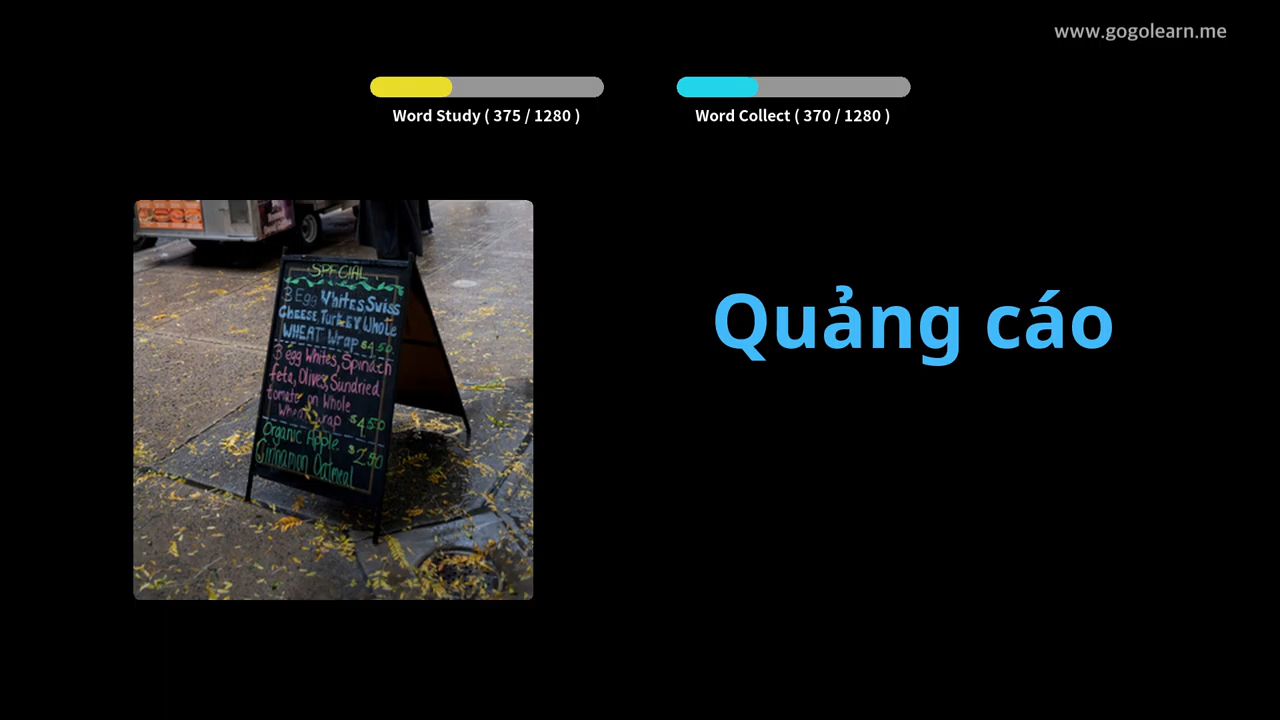 www.gogolearn.me
Word Study ( 375 / 1280 )
Word Collect ( 370 / 1280 )
SPECIAL
3 Egg Whites Swiss
Cheese, Turkey Whole
WHEAT Wrap $4.50
3 egg Whites, Spinach
feta, Olives, Sundried
tomato on Whole
Wheat Wrap $4.50
Organic Apple
Cinnamon Oatmeal $2.50
Quảng cáo